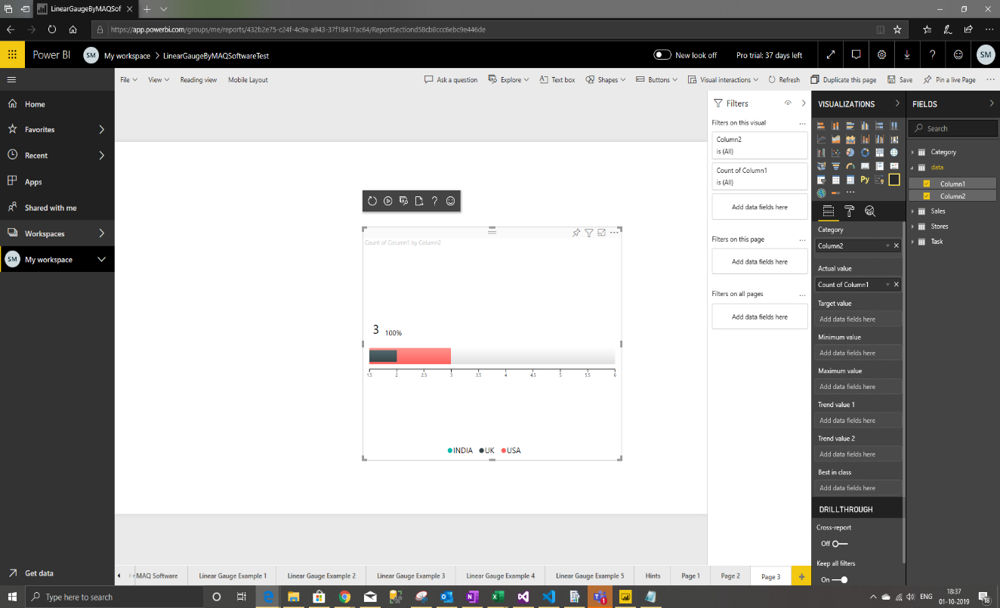 LinearGaugeByMAQSof
https://app.powerbi.com/groups/me/reports/432b2e75-c24f-4c9a-a943-37f18417ac64/ReportSectiond58cb8ccc6ebc9e446de
Power BI
SM
My workspace > LinearGaugeByMAQSoftwareTest
New look off
Pro trial: 37 days left
SM
File
View
Reading view
Mobile Layout
Ask a question
Explore
Text box
Shapes
Buttons
Visual interactions
Refresh
Duplicate this page
Save
Pin a live Page
Home
Favorites
Recent
Apps
Shared with me
Workspaces
SM
My workspace
Get data
Count of Column1 by Column2
3 100%
1.5 2 2.5 3 3.5 4 4.5 5 5.5 6
INDIA UK USA
Filters
Filters on this visual
Column2
is (All)
Count of Column1
is (All)
Add data fields here
Filters on this page
Add data fields here
Filters on all pages
Add data fields here
VISUALIZATIONS
Py
Category
Column2
Actual value
Count of Column1
Target value
Add data fields here
Minimum value
Add data fields here
Maximum value
Add data fields here
Trend value 1
Add data fields here
Trend value 2
Add data fields here
Best in class
Add data fields here
DRILLTHROUGH
Cross-report
Off
Keep all filters
On
FIELDS
Search
Category
data
Column1
Column2
Sales
Stores
Task
MAQ Software
Linear Gauge Example 1
Linear Gauge Example 2
Linear Gauge Example 3
Linear Gauge Example 4
Linear Gauge Example 5
Hints
Page 1
Page 2
Page 3
Type here to search
ENG
18:37
01-10-2019
18